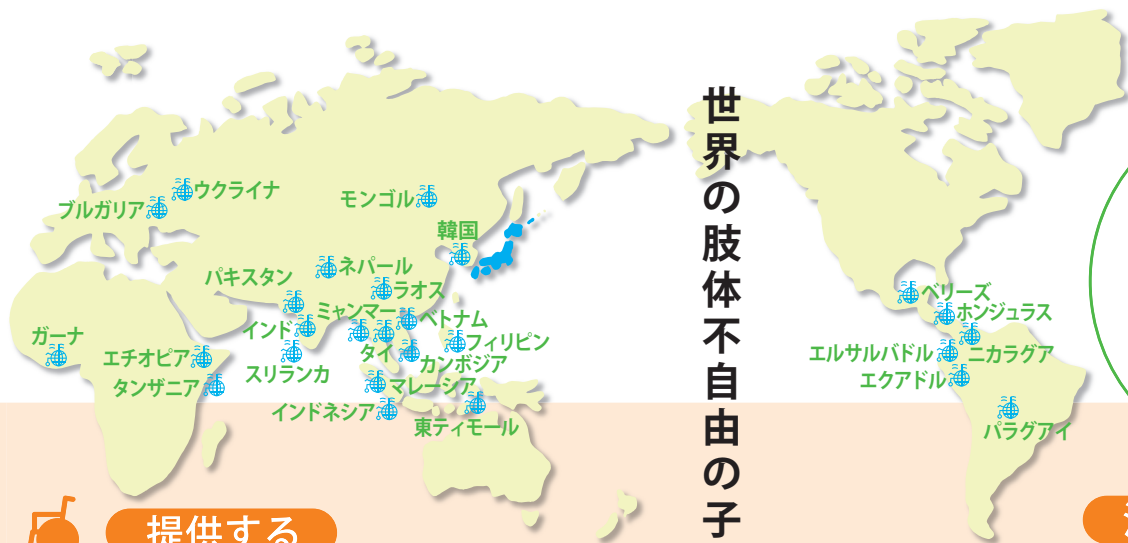 ウクライナ
ブルガリア
モンゴル
韓国
ネパール
パキスタン
ラオス
ミャンマー
ベトナム
インド
フィリピン
タイ
カンボジア
スリランカ
マレーシア
インドネシア
東ティモール
ガーナ
エチオピア
タンザニア
世界の肢体不自由の子
ベリーズ
ホンジュラス
エルサルバドル
ニカラグア
エクアドル
パラグアイ
提供する